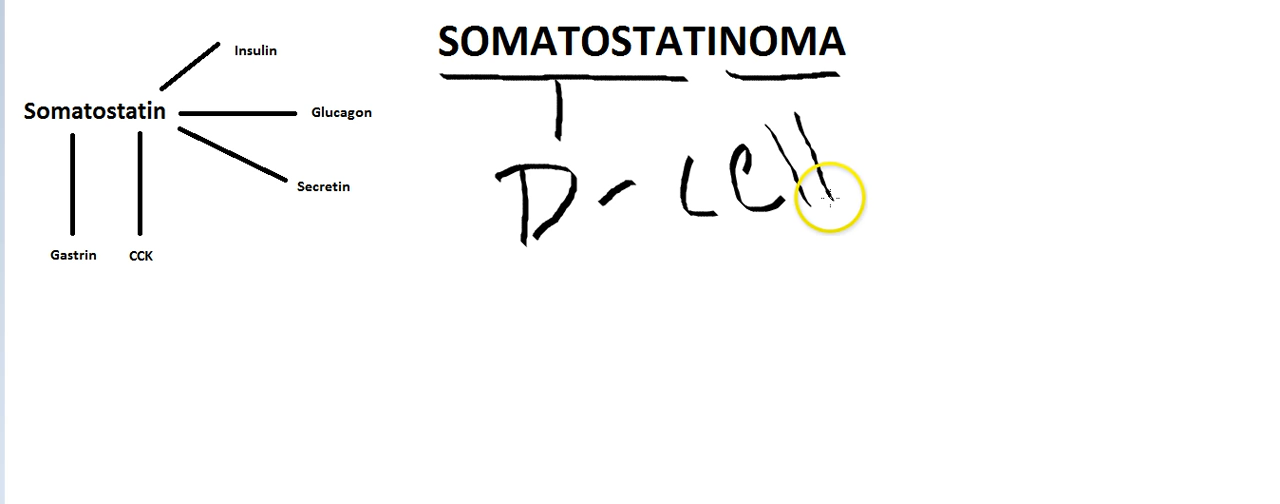 SOMATOSTATINOMA
Insulin
Somatostatin
Glucagon
D - Cell
Secretin
Gastrin
CCK